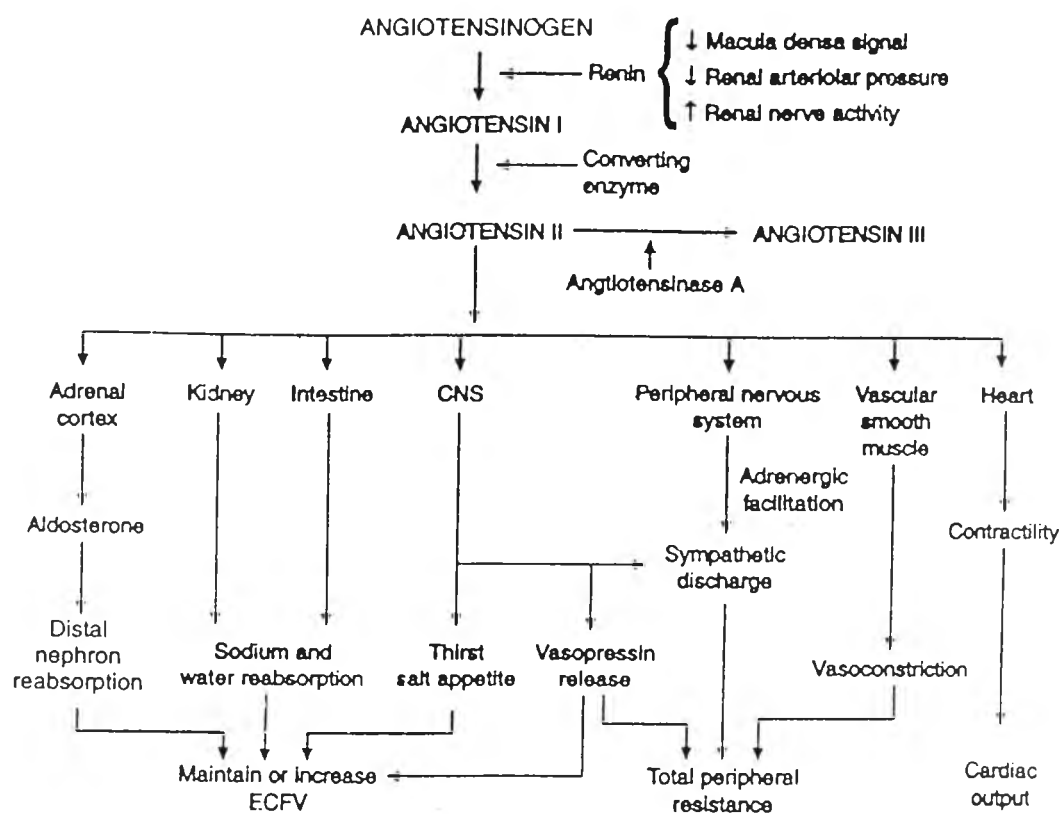 ANGIOTENSINOGEN
Renin
↓ Macula densa signal
↓ Renal arteriolar pressure
↑ Renal nerve activity
ANGIOTENSIN I
Converting
enzyme
ANGIOTENSIN II
ANGIOTENSIN III
Angtiotensinase A
Adrenal
cortex
Kidney
Intestine
CNS
Peripheral nervous
system
Vascular
smooth
muscle
Heart
Adrenergic
facilitation
Aldosterone
Contractility
Sympathetic
discharge
Distal
nephron
reabsorption
Sodium and
water reabsorption
Thirst
salt appetite
Vasopressin
release
Vasoconstriction
Maintain or increase
ECFV
Total peripheral
resistance
Cardiac
output